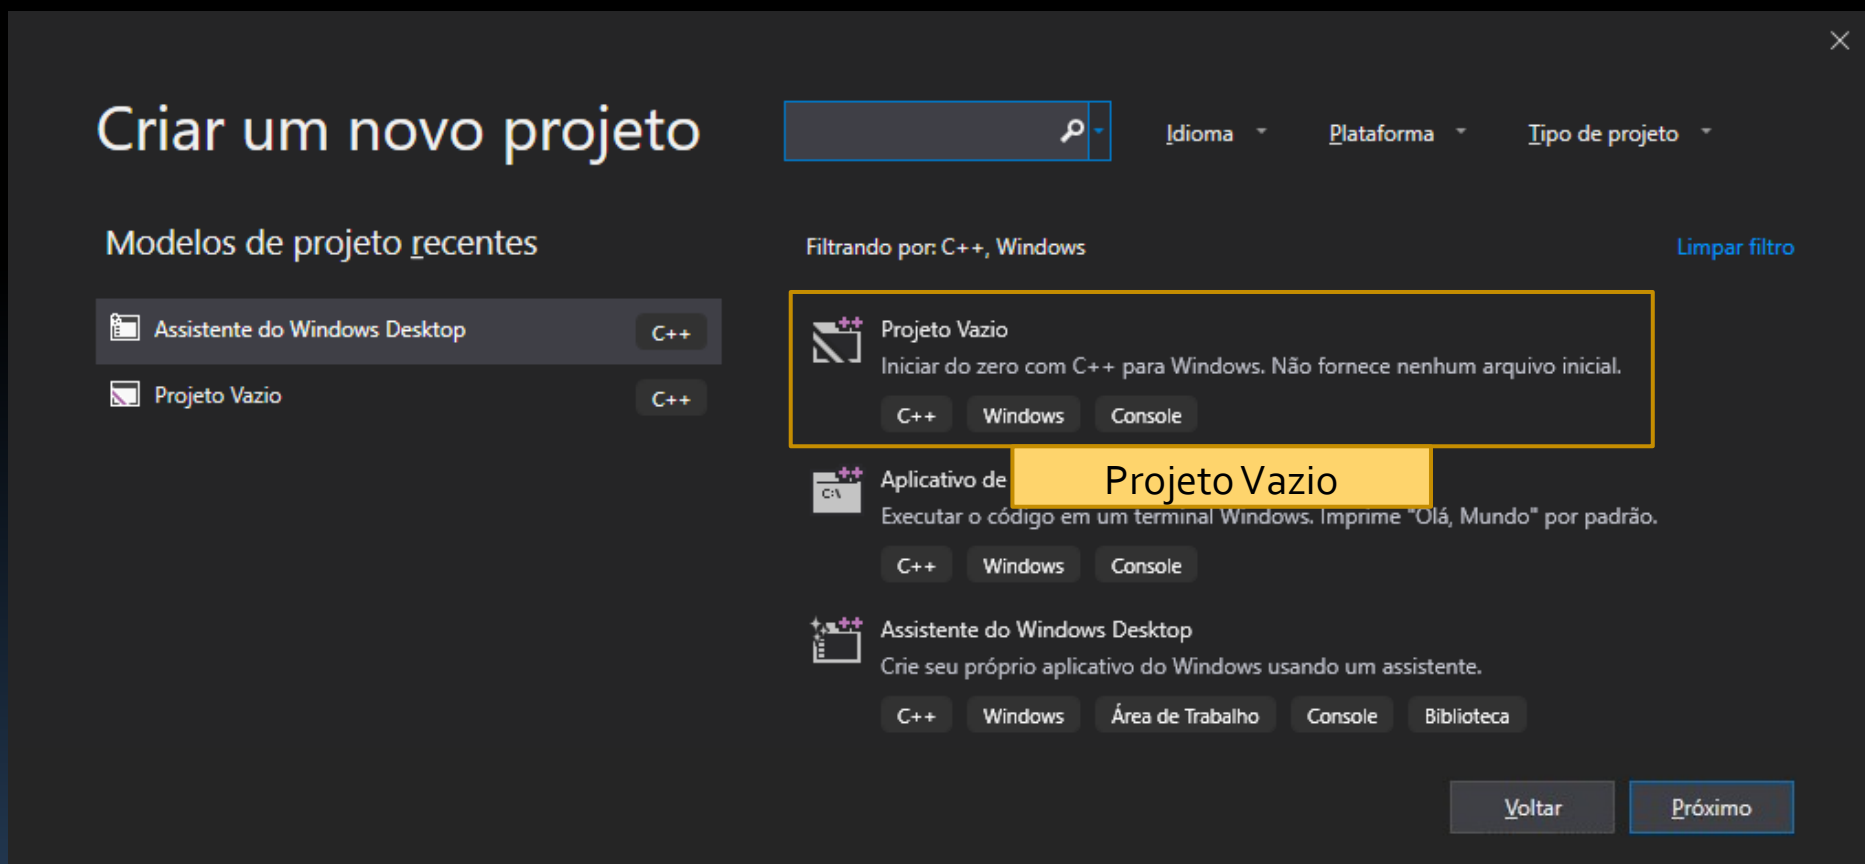 Criar um novo projeto
Idioma
Plataforma
Tipo de projeto
Modelos de projeto recentes
Assistente do Windows Desktop
C++
Projeto Vazio
C++
Filtrando por: C++, Windows
Limpar filtro
Projeto Vazio
Iniciar do zero com C++ para Windows. Não fornece nenhum arquivo inicial.
C++ Windows Console
Projeto Vazio
Aplicativo de
Executar o código em um terminal Windows. Imprime "Olá, Mundo" por padrão.
C++ Windows Console
Assistente do Windows Desktop
Crie seu próprio aplicativo do Windows usando um assistente.
C++ Windows Área de Trabalho Console Biblioteca
Voltar
Próximo